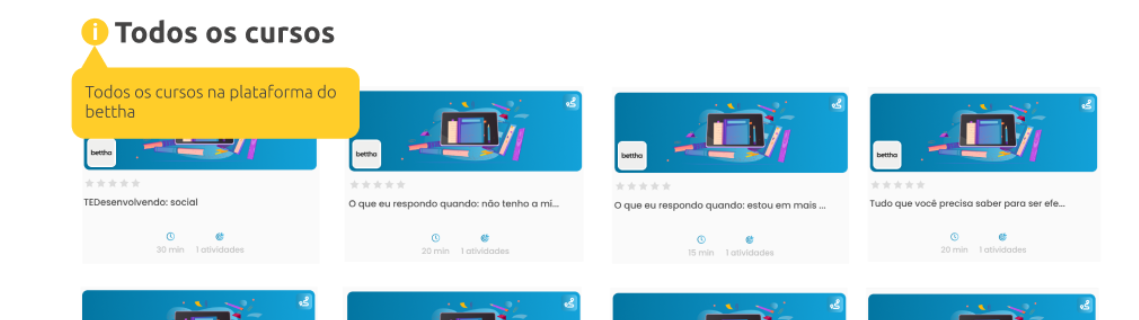 Todos os cursos
Todos os cursos na plataforma do
bettha
bettha
bettha
bettha
bettha
TEDesenvolvendo: social
O que eu respondo quando: não tenho a mi...
O que eu respondo quando: estou em mais ...
Tudo que você precisa saber para ser efe...
30 min 1 atividades
20 min 1 atividades
15 min 1 atividades
20 min 1 atividades